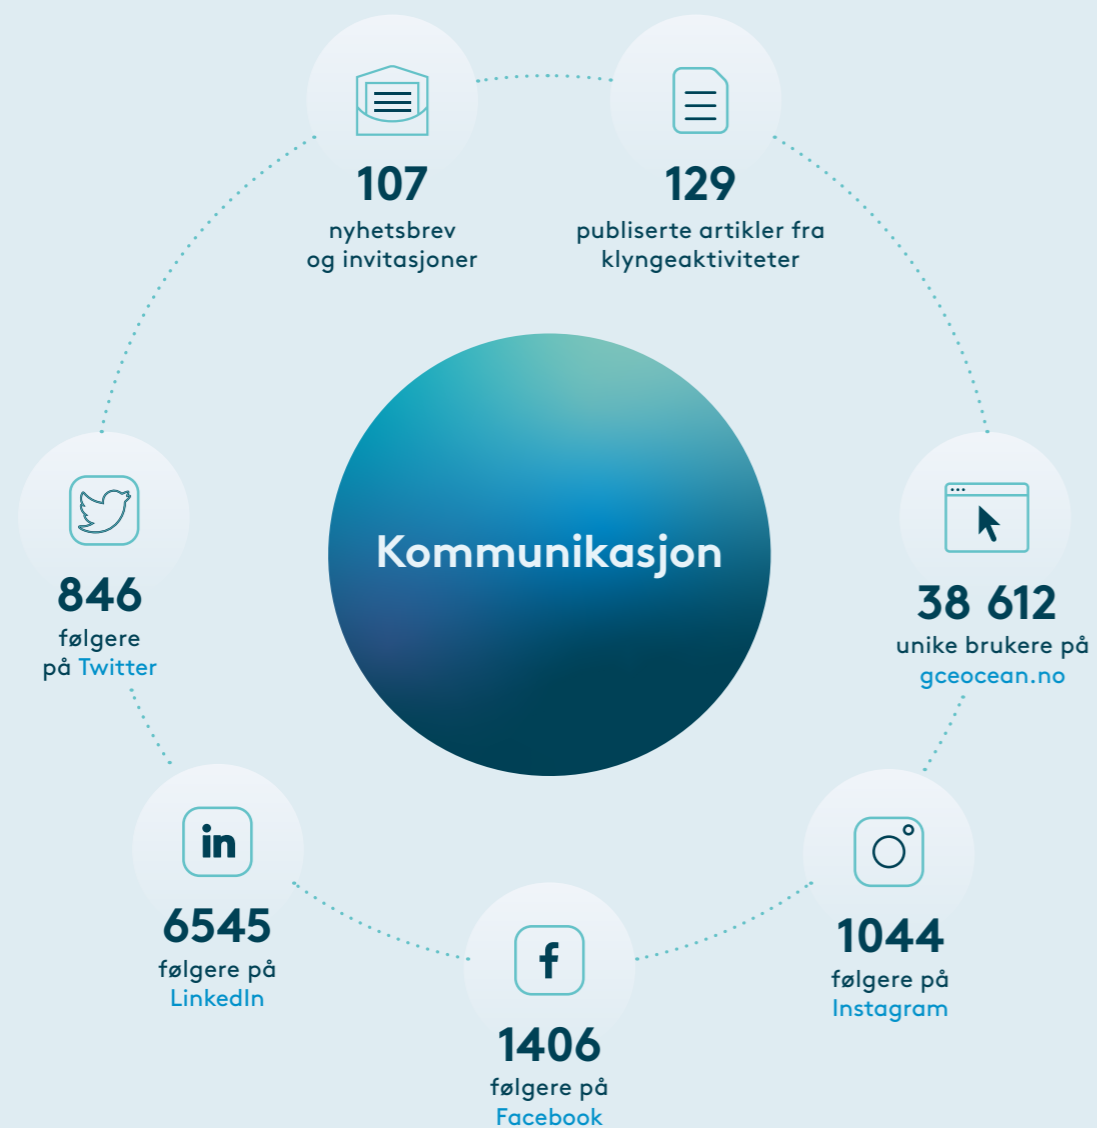 107
nyhetsbrev
og invitasjoner
129
publiserte artikler fra
klyngeaktiviteter
Kommunikasjon
846
følgere
på Twitter
38 612
unike brukere på
gceocean.no
in
6545
følgere på
LinkedIn
f
1406
følgere på
Facebook
1044
følgere på
Instagram